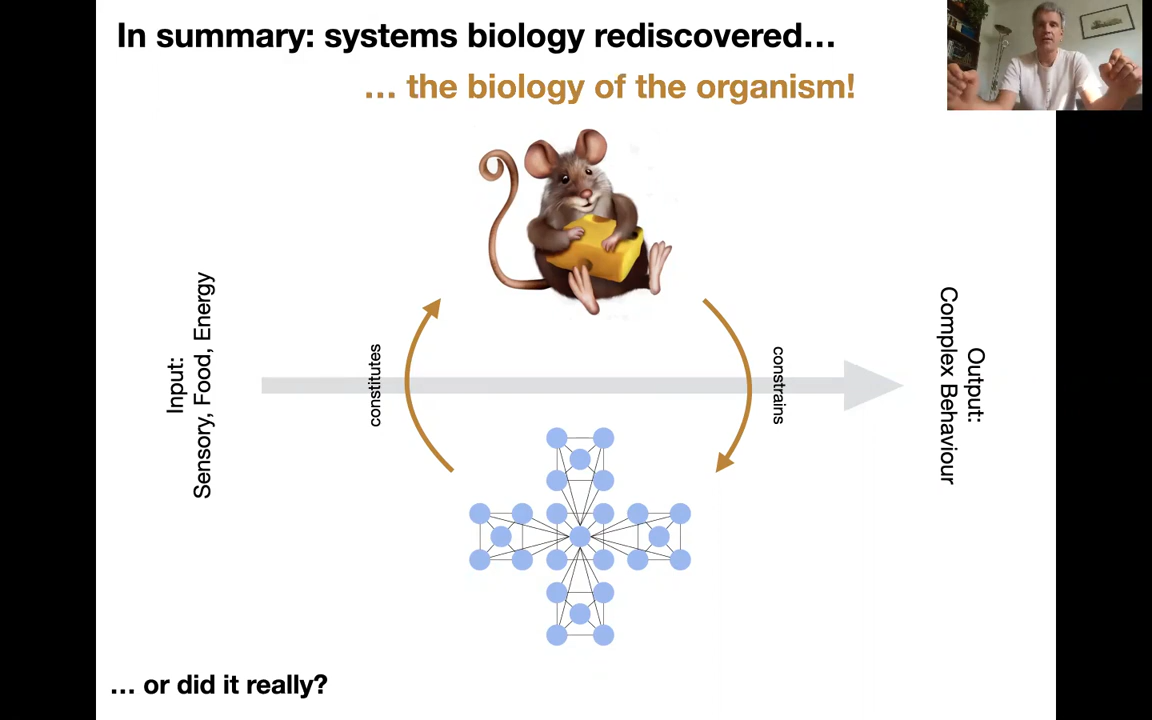 In summary: systems biology rediscovered…
… the biology of the organism!
Input:
Sensory, Food, Energy
constitutes
constrains
Output:
Complex Behaviour
… or did it really?